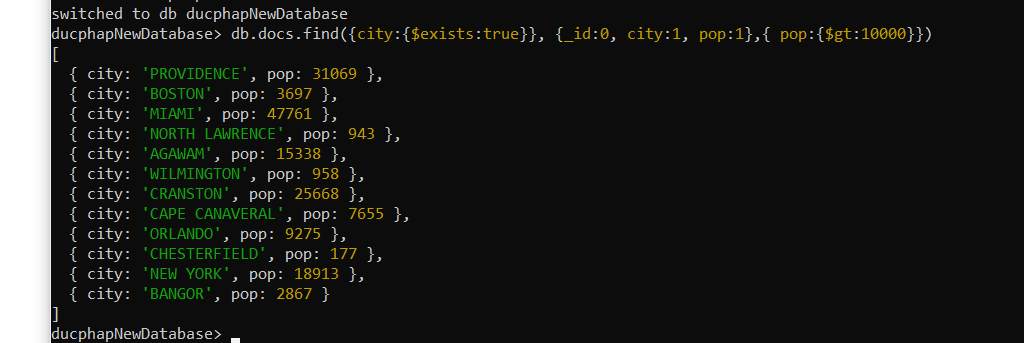 switched to db ducphapNewDatabase
ducphapNewDatabase> db.docs.find({city:{$exists:true}}, {_id:0, city:1, pop:1},{ pop:{$gt:10000}})
[
  { city: 'PROVIDENCE', pop: 31069 },
  { city: 'BOSTON', pop: 3697 },
  { city: 'MIAMI', pop: 47761 },
  { city: 'NORTH LAWRENCE', pop: 943 },
  { city: 'AGAWAM', pop: 15338 },
  { city: 'WILMINGTON', pop: 958 },
  { city: 'CRANSTON', pop: 25668 },
  { city: 'CAPE CANAVERAL', pop: 7655 },
  { city: 'ORLANDO', pop: 9275 },
  { city: 'CHESTERFIELD', pop: 177 },
  { city: 'NEW YORK', pop: 18913 },
  { city: 'BANGOR', pop: 2867 }
]
ducphapNewDatabase>